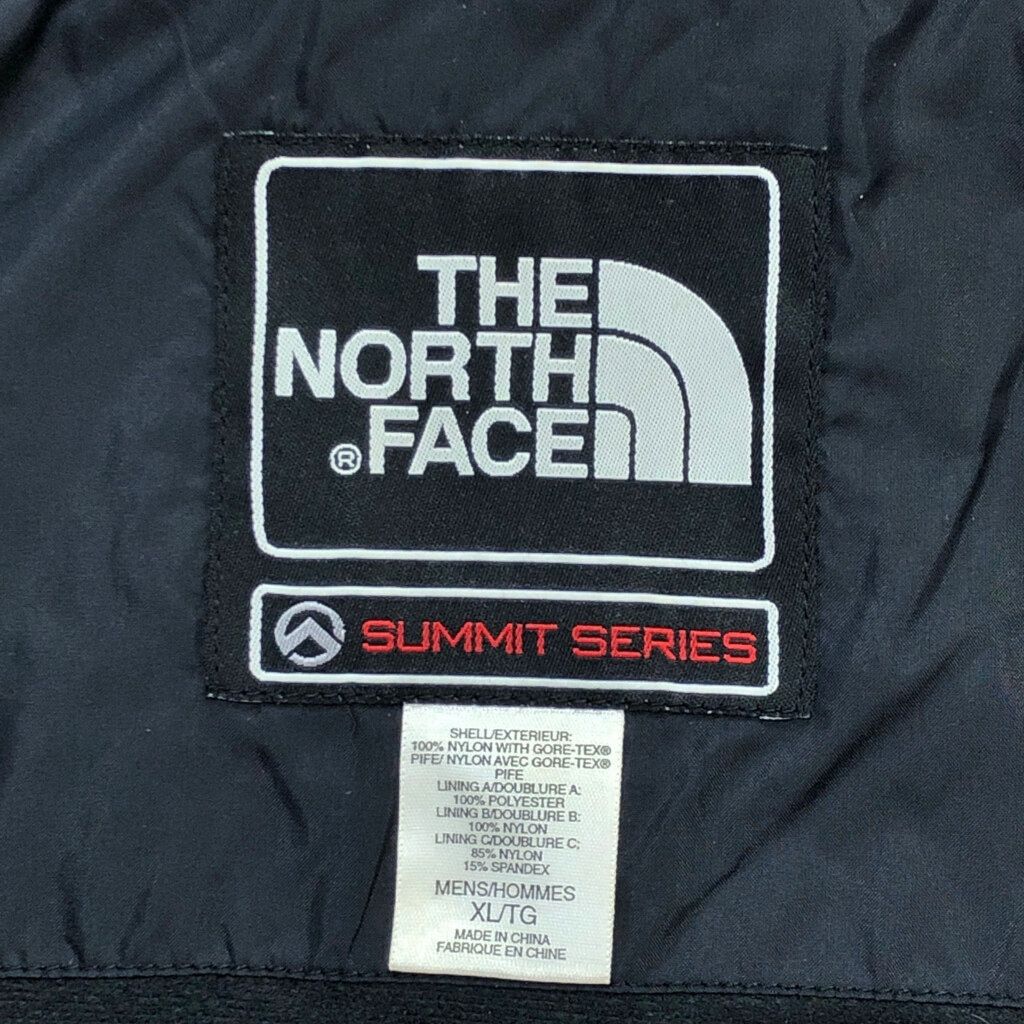 THE
NORTH
®FACE
SUMMIT SERIES
SHELL/EXTERIEUR:
100% NYLON WITH GORE-TEX®
PIFE/ NYLON AVEC GORE-TEX®
PIFE
LINING A/DOUBLURE A:
100% POLYESTER
LINING B/DOUBLURE B:
100% NYLON
LINING C/DOUBLURE C;
85% NYLON
15% SPANDEX
MENS/HOMMES
XL/TG
MADE IN CHINA
FABRIQUE EN CHINE